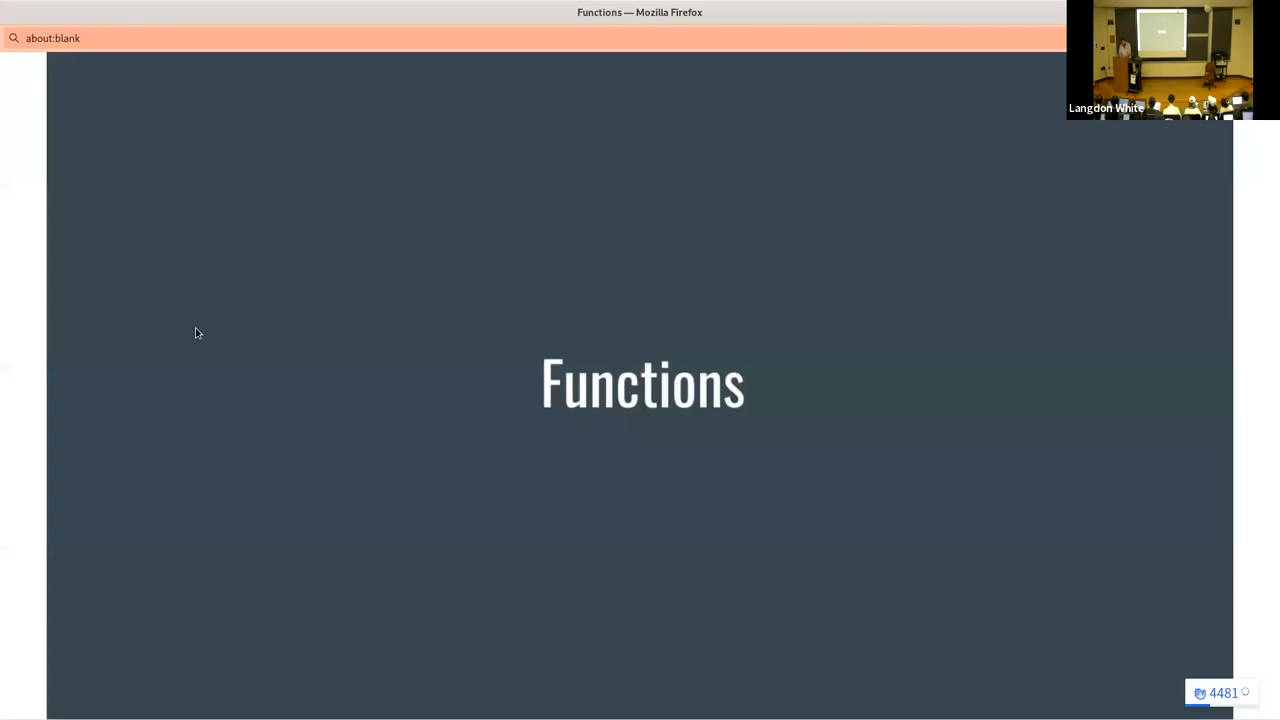 Functions — Mozilla Firefox
about:blank
Langdon White
Functions
4481